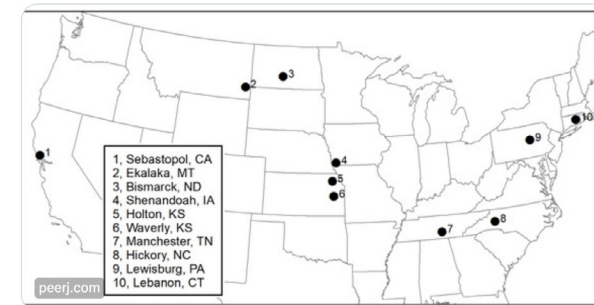 1
2
3
4
5
6
7
8
9
10
1, Sebastopol, CA
2, Ekalaka, MT
3, Bismarck, ND
4, Shenandoah, IA
5, Holton, KS
6, Waverly, KS
7, Manchester, TN
8, Hickory, NC
9, Lewisburg, PA
10, Lebanon, CT
peerj.com